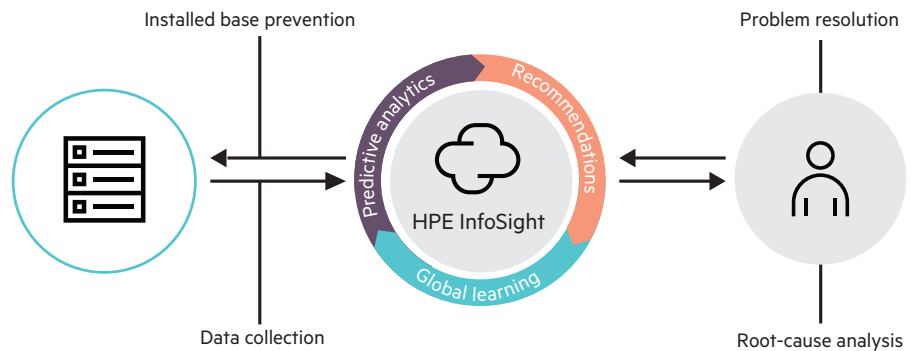 Installed base prevention
Problem resolution
Predictive analytics
Recommendations
HPE InfoSight
Global learning
Data collection
Root-cause analysis